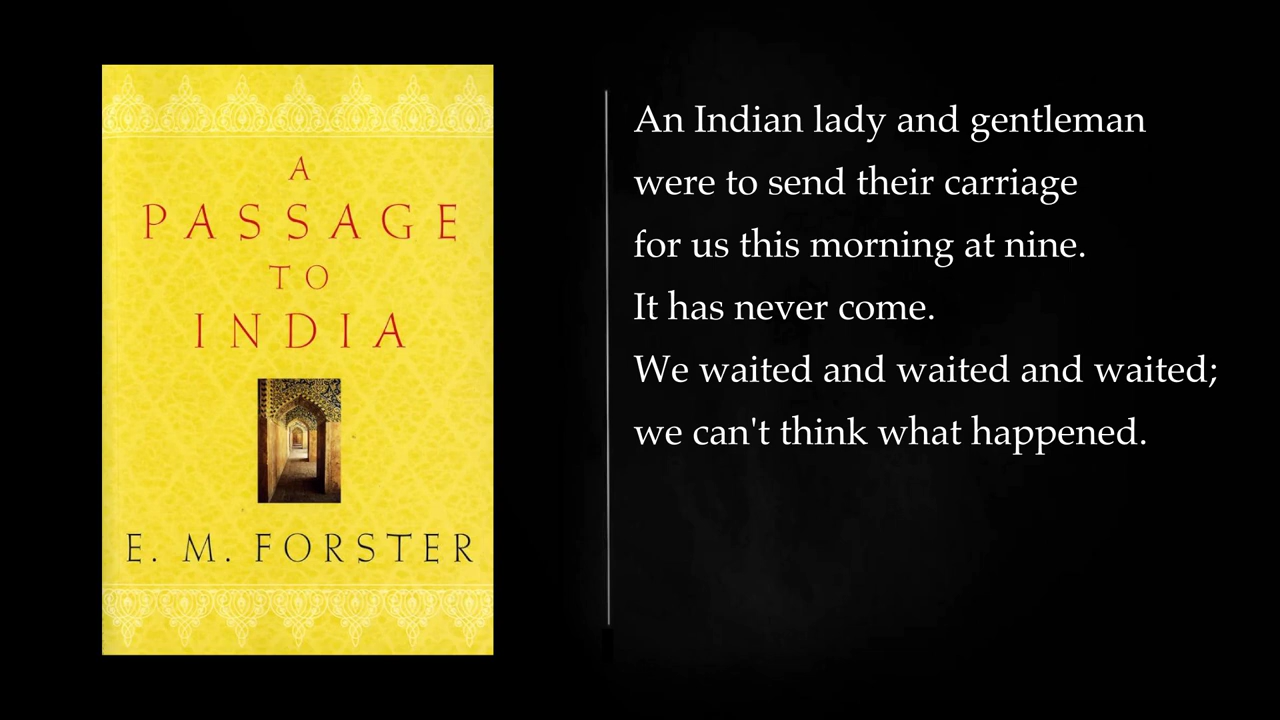 A
PASSAGE
TO
INDIA
E. M. FORSTER
An Indian lady and gentleman
were to send their carriage
for us this morning at nine.
It has never come.
We waited and waited and waited;
we can't think what happened.